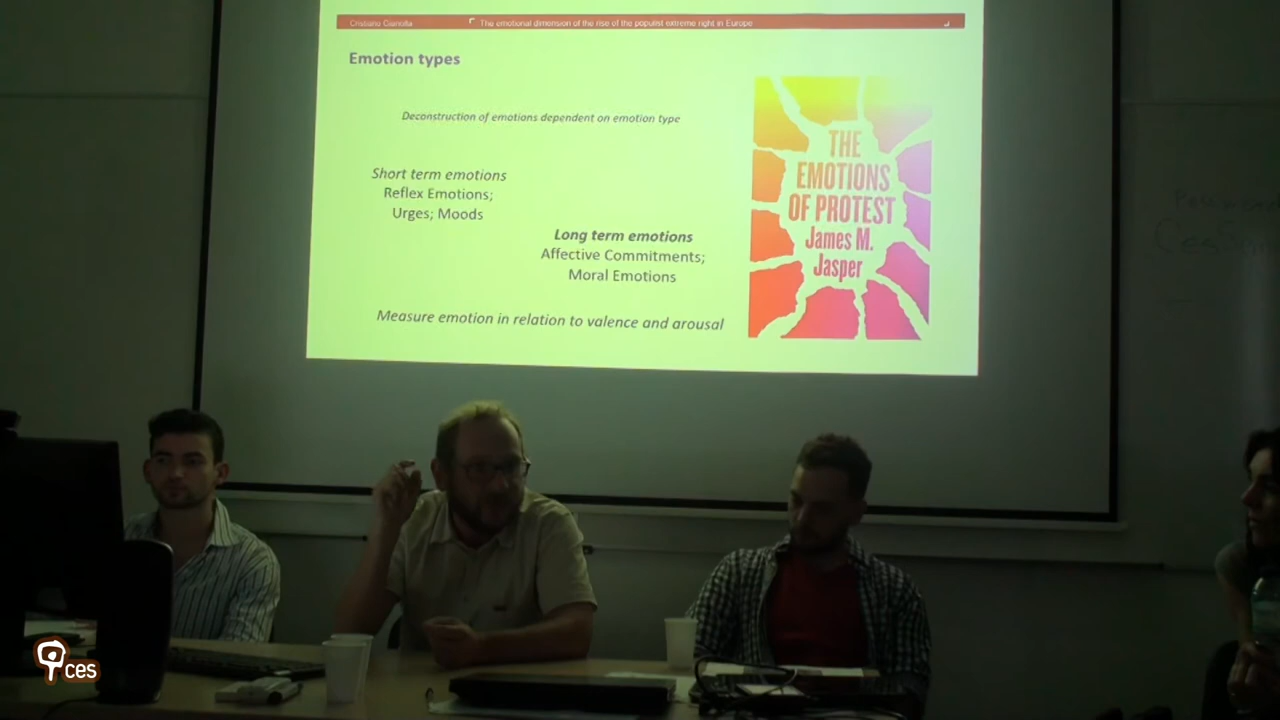 Cristiano Gianolla
The emotional dimension of the rise of the populist extreme right in Europe
Emotion types
Deconstruction of emotions dependent on emotion type
Short term emotions
Reflex Emotions;
Urges; Moods
Long term emotions
Affective Commitments;
Moral Emotions
Measure emotion in relation to valence and arousal
THE
EMOTIONS
OF PROTEST
James M.
Jasper
ces